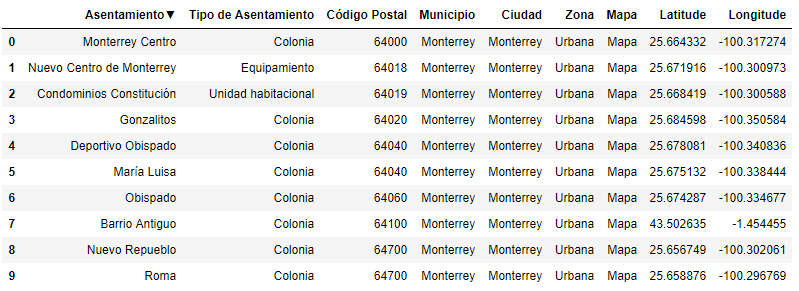 Asentamiento▼ Tipo de Asentamiento Código Postal Municipio Ciudad Zona Mapa Latitude Longitude
0 Monterrey Centro Colonia 64000 Monterrey Monterrey Urbana Mapa 25.664332 -100.317274
1 Nuevo Centro de Monterrey Equipamiento 64018 Monterrey Monterrey Urbana Mapa 25.671916 -100.300973
2 Condominios Constitución Unidad habitacional 64019 Monterrey Monterrey Urbana Mapa 25.668419 -100.300588
3 Gonzalitos Colonia 64020 Monterrey Monterrey Urbana Mapa 25.684598 -100.350584
4 Deportivo Obispado Colonia 64040 Monterrey Monterrey Urbana Mapa 25.678081 -100.340836
5 María Luisa Colonia 64040 Monterrey Monterrey Urbana Mapa 25.675132 -100.338444
6 Obispado Colonia 64060 Monterrey Monterrey Urbana Mapa 25.674287 -100.334677
7 Barrio Antiguo Colonia 64100 Monterrey Monterrey Urbana Mapa 43.502635 -1.454455
8 Nuevo Repueblo Colonia 64700 Monterrey Monterrey Urbana Mapa 25.656749 -100.302061
9 Roma Colonia 64700 Monterrey Monterrey Urbana Mapa 25.658876 -100.296769